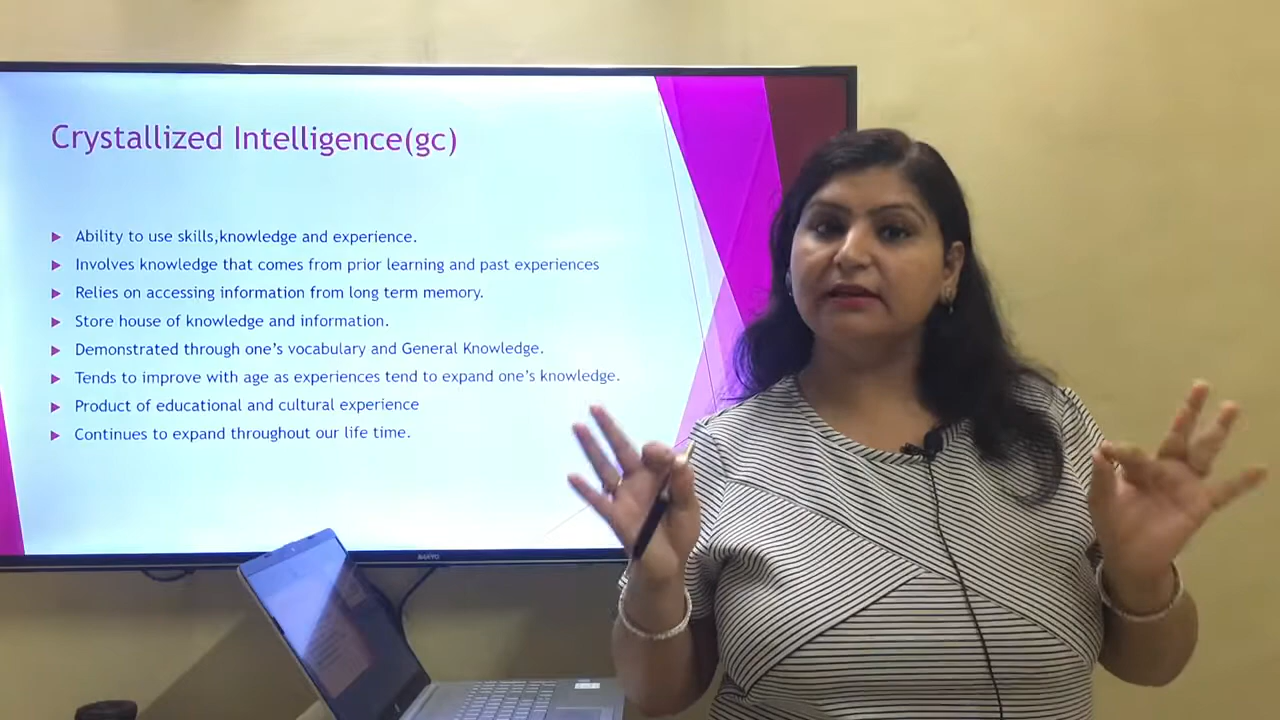 Crystallized Intelligence(gc)
Ability to use skills,knowledge and experience.
Involves knowledge that comes from prior learning and past experiences
Relies on accessing information from long term memory.
Store house of knowledge and information.
Demonstrated through one's vocabulary and General Knowledge.
Tends to improve with age as experiences tend to expand one's knowledge.
Product of educational and cultural experience
Continues to expand throughout our life time.
SANYO